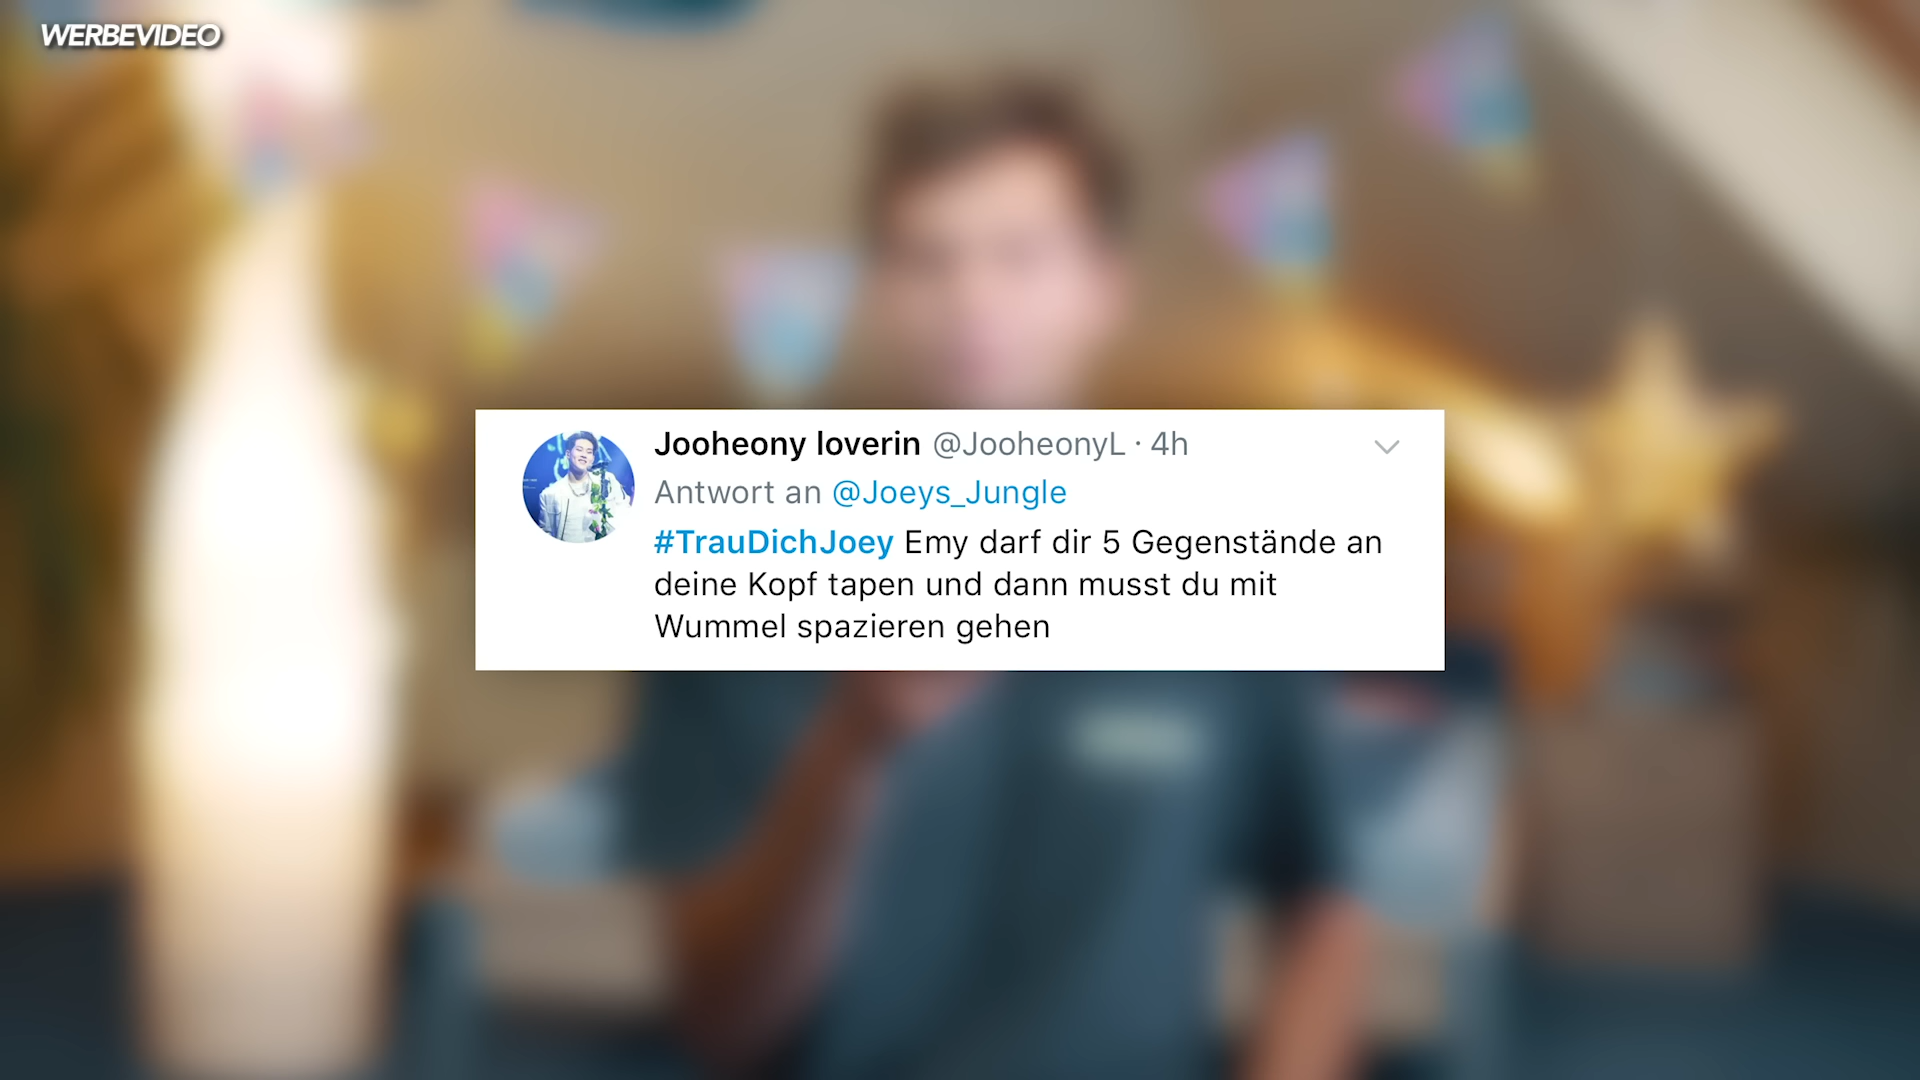 WERBEVIDEO
Jooheony loverin @JooheonyL · 4h
Antwort an @Joeys_Jungle
#TrauDichJoey Emy darf dir 5 Gegenstände an
deine Kopf tapen und dann musst du mit
Wummel spazieren gehen